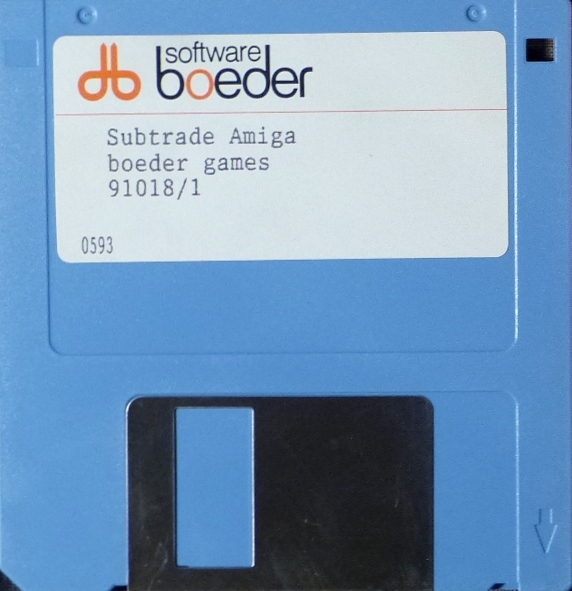 software
boeder
Subtrade Amiga
boeder games
91018/1
0593